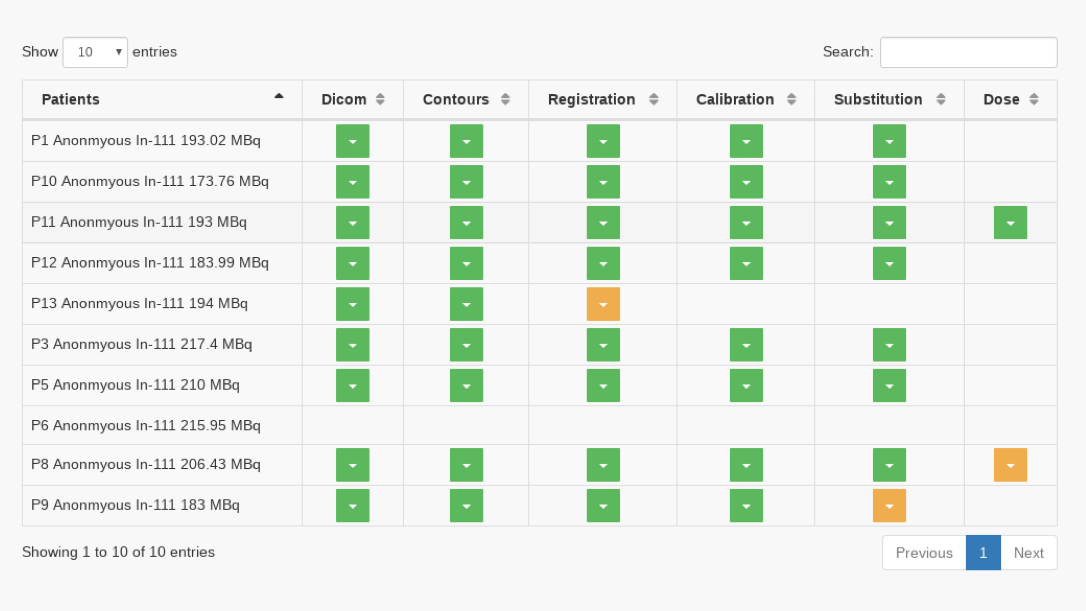 Show 10 entries Search:
Patients Dicom Contours Registration Calibration Substitution Dose
P1 Anonmyous In-111 193.02 MBq
P10 Anonmyous In-111 173.76 MBq
P11 Anonmyous In-111 193 MBq
P12 Anonmyous In-111 183.99 MBq
P13 Anonmyous In-111 194 MBq
P3 Anonmyous In-111 217.4 MBq
P5 Anonmyous In-111 210 MBq
P6 Anonmyous In-111 215.95 MBq
P8 Anonmyous In-111 206.43 MBq
P9 Anonmyous In-111 183 MBq
Showing 1 to 10 of 10 entries Previous 1 Next